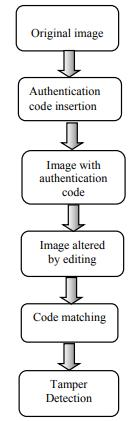 Original image
Authentication
code insertion
Image with
authentication
code
Image altered
by editing
Code matching
Tamper
Detection